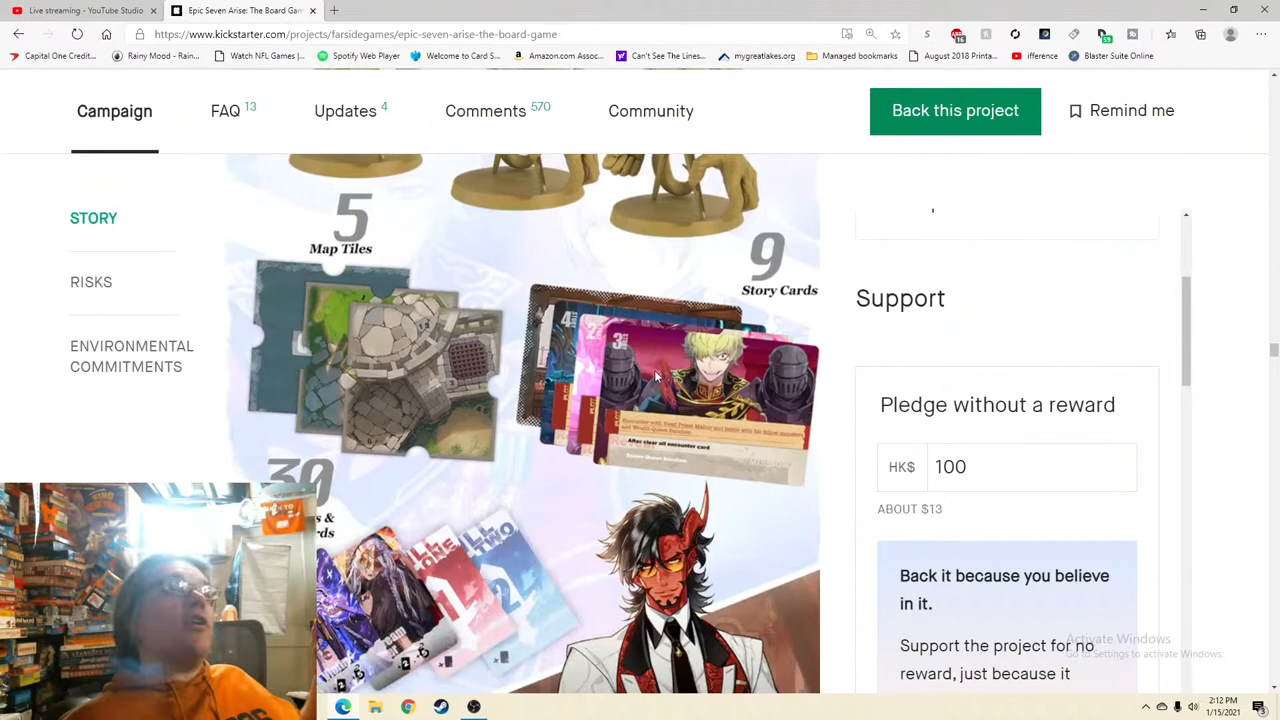 Live streaming - YouTube Studio
Epic Seven Arise: The Board Gam
https://www.kickstarter.com/projects/farsidegames/epic-seven-arise-the-board-game
Capital One Credit...
Rainy Mood - Rain...
Watch NFL Games |...
Spotify Web Player
Welcome to Card S...
Amazon.com Assoc...
Can't See The Lines...
mygreatlakes.org
Managed bookmarks
August 2018 Printa...
ifference
Blaster Suite Online
Campaign
FAQ 13
Updates 4
Comments 570
Community
Back this project
Remind me
STORY
RISKS
ENVIRONMENTAL
COMMITMENTS
5
Map Tiles
9
Story Cards
After clear all encounter card
30
Support
Pledge without a reward
HK$ 100
ABOUT $13
Back it because you believe
in it.
Support the project for no
reward, just because it
Activate Windows
Go to Settings to activate Windows.
2:12 PM
1/15/2021